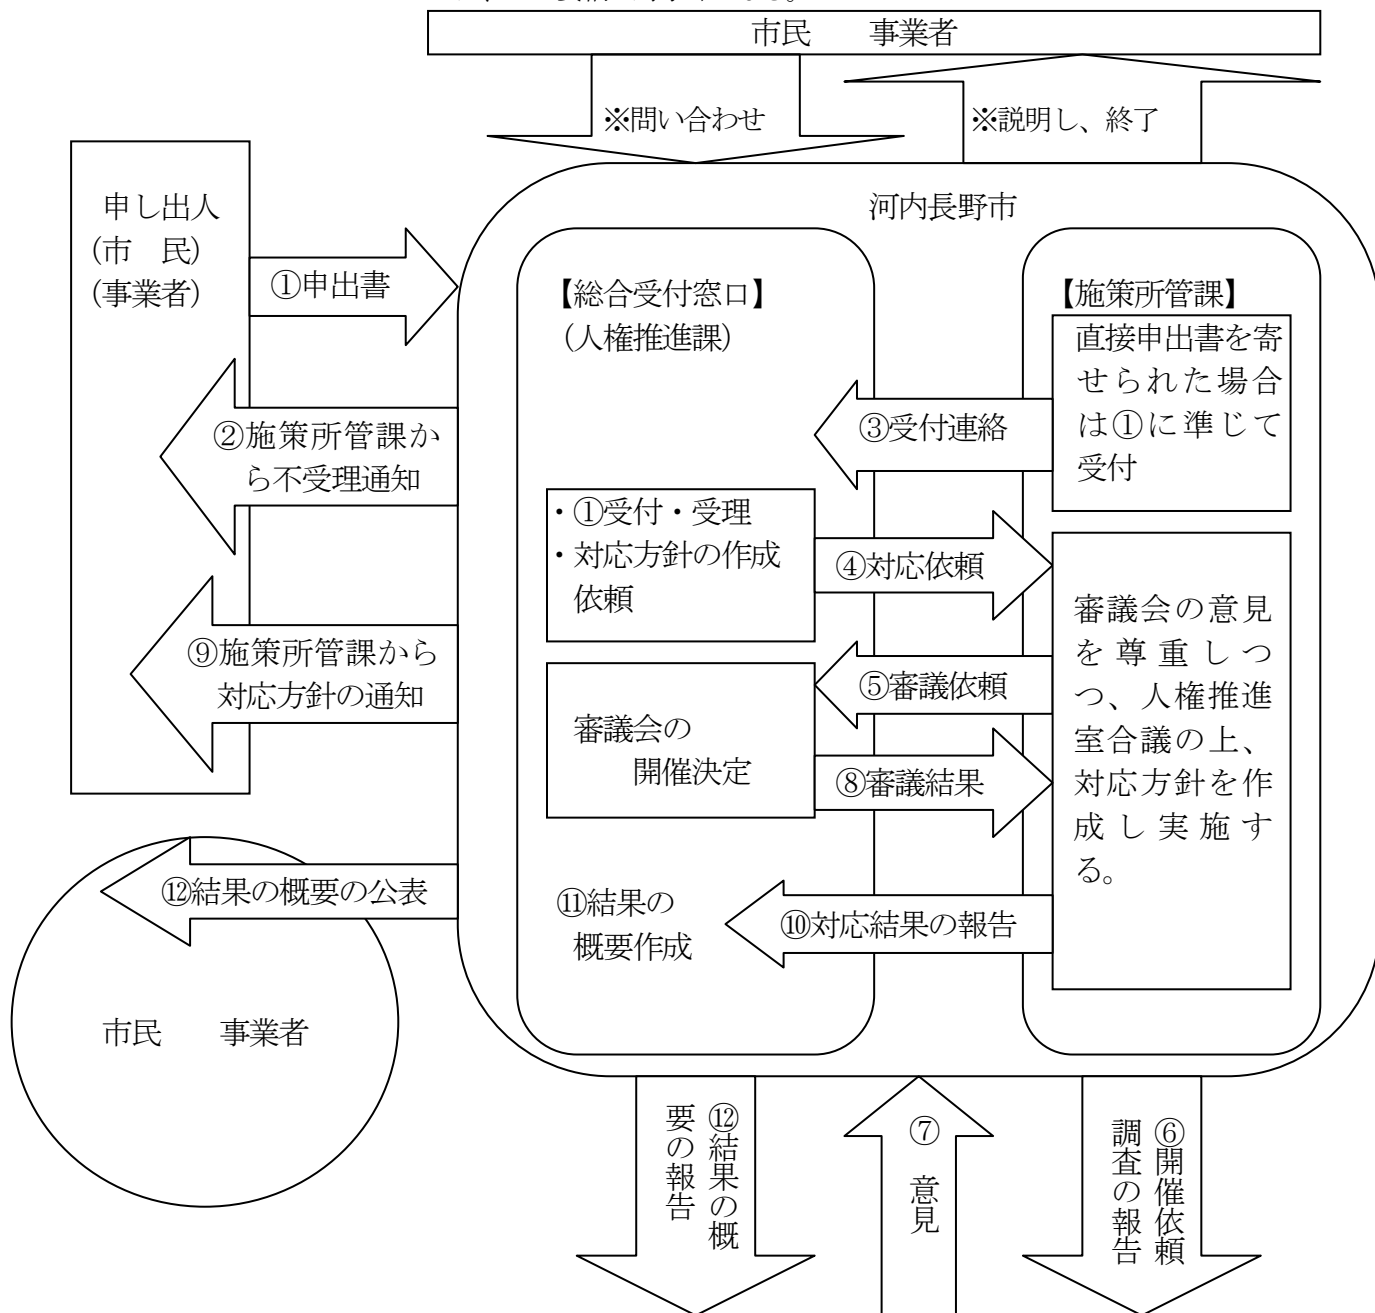 市民　　事業者
※問い合わせ
※説明し、終了
申し出人
(市　民)
(事業者)
①申出書
河内長野市
【総合受付窓口】
(人権推進課)
【施策所管課】
直接申出書を寄
せられた場合
は①に準じて
受付
②施策所管課か
ら不受理通知
③受付連絡
・①受付・受理
・対応方針の作成
依頼
④対応依頼
審議会の意見
を尊重しつ
つ、人権推進
室合議の上、
対応方針を作
成し実施す
る。
⑨施策所管課から
対応方針の通知
⑤審議依頼
審議会の
開催決定
⑧審議結果
⑫結果の概要の公表
⑪結果の
概要作成
⑩対応結果の報告
市民　　事業者
⑫結果の概
要の報告
⑦　意見
⑥開催依頼
調査の報告